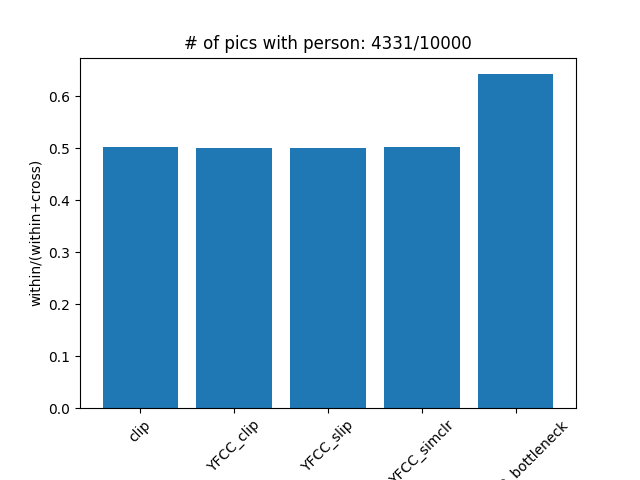 # of pics with person: 4331/10000
within/(within+cross)
0.6
0.5
0.4
0.3
0.2
0.1
0.0
clip
YFCC_clip
YFCC_slip
YFCC_simclr
_bottleneck